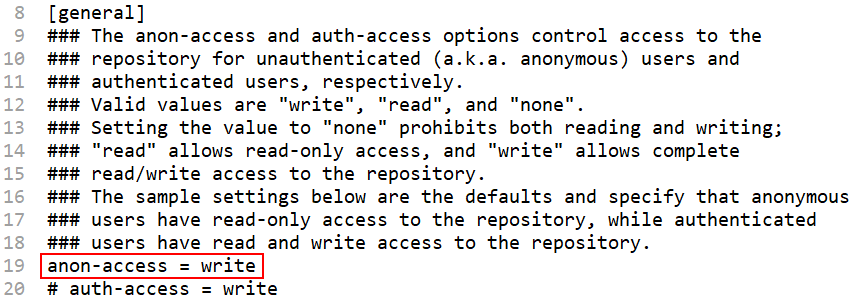 8 [general]
9 ### The anon-access and auth-access options control access to the
10 ### repository for unauthenticated (a.k.a. anonymous) users and
11 ### authenticated users, respectively.
12 ### Valid values are "write", "read", and "none".
13 ### Setting the value to "none" prohibits both reading and writing;
14 ### "read" allows read-only access, and "write" allows complete
15 ### read/write access to the repository.
16 ### The sample settings below are the defaults and specify that anonymous
17 ### users have read-only access to the repository, while authenticated
18 ### users have read and write access to the repository.
19 anon-access = write
20 # auth-access = write